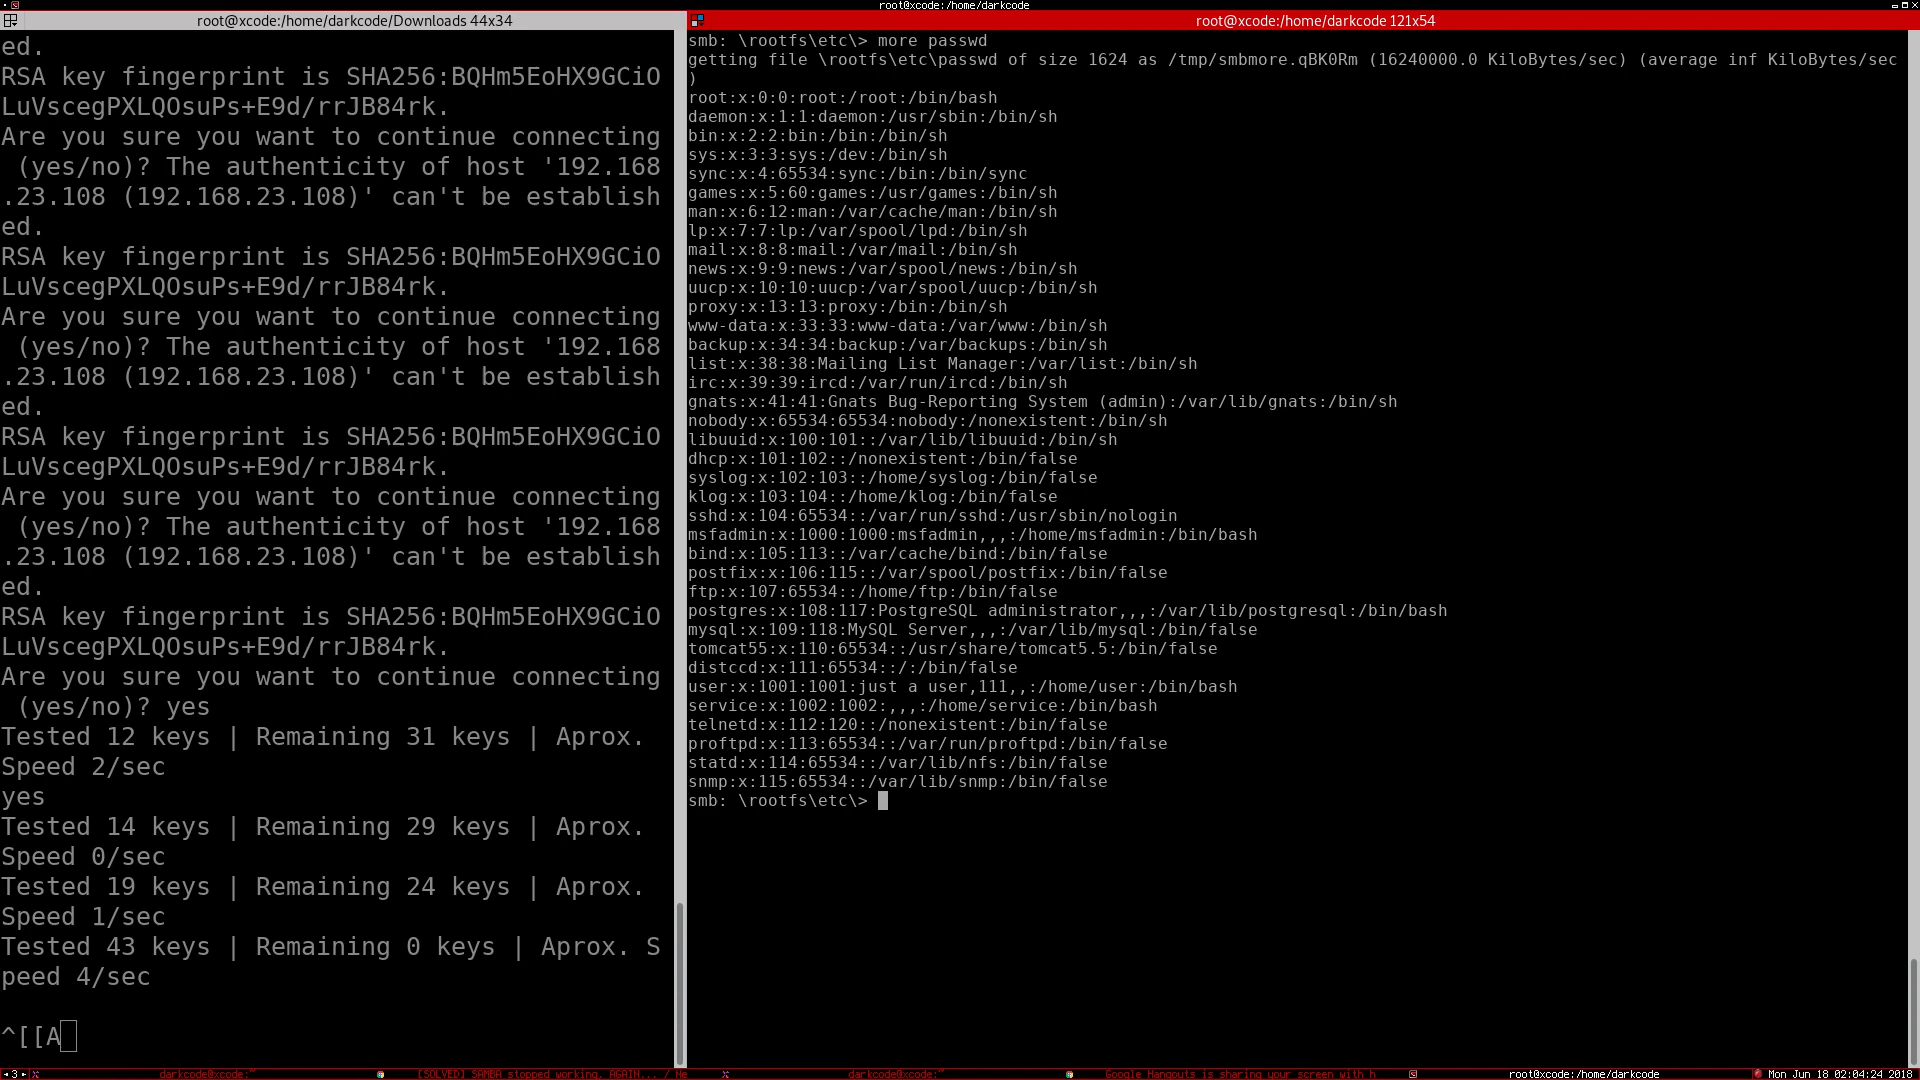 root@xcode:/home/darkcode
root@xcode:/home/darkcode/Downloads 44x34
ed.
RSA key fingerprint is SHA256:BQHm5EoHX9GCiO
LuVscegPXLQOsuPs+E9d/rrJB84rk.
Are you sure you want to continue connecting
 (yes/no)? The authenticity of host '192.168
.23.108 (192.168.23.108)' can't be establish
ed.
RSA key fingerprint is SHA256:BQHm5EoHX9GCiO
LuVscegPXLQOsuPs+E9d/rrJB84rk.
Are you sure you want to continue connecting
 (yes/no)? The authenticity of host '192.168
.23.108 (192.168.23.108)' can't be establish
ed.
RSA key fingerprint is SHA256:BQHm5EoHX9GCiO
LuVscegPXLQOsuPs+E9d/rrJB84rk.
Are you sure you want to continue connecting
 (yes/no)? The authenticity of host '192.168
.23.108 (192.168.23.108)' can't be establish
ed.
RSA key fingerprint is SHA256:BQHm5EoHX9GCiO
LuVscegPXLQOsuPs+E9d/rrJB84rk.
Are you sure you want to continue connecting
 (yes/no)? yes
Tested 12 keys | Remaining 31 keys | Aprox.
Speed 2/sec
yes
Tested 14 keys | Remaining 29 keys | Aprox.
Speed 0/sec
Tested 19 keys | Remaining 24 keys | Aprox.
Speed 1/sec
Tested 43 keys | Remaining 0 keys | Aprox. S
peed 4/sec
^[[A
root@xcode:/home/darkcode 121x54
smb: \rootfs\etc\> more passwd
getting file \rootfs\etc\passwd of size 1624 as /tmp/smbmore.qBK0Rm (16240000.0 KiloBytes/sec) (average inf KiloBytes/sec
)
root:x:0:0:root:/root:/bin/bash
daemon:x:1:1:daemon:/usr/sbin:/bin/sh
bin:x:2:2:bin:/bin:/bin/sh
sys:x:3:3:sys:/dev:/bin/sh
sync:x:4:65534:sync:/bin:/bin/sync
games:x:5:60:games:/usr/games:/bin/sh
man:x:6:12:man:/var/cache/man:/bin/sh
lp:x:7:7:lp:/var/spool/lpd:/bin/sh
mail:x:8:8:mail:/var/mail:/bin/sh
news:x:9:9:news:/var/spool/news:/bin/sh
uucp:x:10:10:uucp:/var/spool/uucp:/bin/sh
proxy:x:13:13:proxy:/bin:/bin/sh
www-data:x:33:33:www-data:/var/www:/bin/sh
backup:x:34:34:backup:/var/backups:/bin/sh
list:x:38:38:Mailing List Manager:/var/list:/bin/sh
irc:x:39:39:ircd:/var/run/ircd:/bin/sh
gnats:x:41:41:Gnats Bug-Reporting System (admin):/var/lib/gnats:/bin/sh
nobody:x:65534:65534:nobody:/nonexistent:/bin/sh
libuuid:x:100:101::/var/lib/libuuid:/bin/sh
dhcp:x:101:102::/nonexistent:/bin/false
syslog:x:102:103::/home/syslog:/bin/false
klog:x:103:104::/home/klog:/bin/false
sshd:x:104:65534::/var/run/sshd:/usr/sbin/nologin
msfadmin:x:1000:1000:msfadmin,,,:/home/msfadmin:/bin/bash
bind:x:105:113::/var/cache/bind:/bin/false
postfix:x:106:115::/var/spool/postfix:/bin/false
ftp:x:107:65534::/home/ftp:/bin/false
postgres:x:108:117:PostgreSQL administrator,,,:/var/lib/postgresql:/bin/bash
mysql:x:109:118:MySQL Server,,,:/var/lib/mysql:/bin/false
tomcat55:x:110:65534::/usr/share/tomcat5.5:/bin/false
distccd:x:111:65534::/:/bin/false
user:x:1001:1001:just a user,111,,:/home/user:/bin/bash
service:x:1002:1002:,,,:/home/service:/bin/bash
telnetd:x:112:120::/nonexistent:/bin/false
proftpd:x:113:65534::/var/run/proftpd:/bin/false
statd:x:114:65534::/var/lib/nfs:/bin/false
snmp:x:115:65534::/var/lib/snmp:/bin/false
smb: \rootfs\etc\>
3 darkcode@xcode:~ [SOLVED] SAMBA stopped working, AGAIN... / Ne darkcode@xcode:~ Google Hangouts is sharing your screen with h root@xcode:/home/darkcode Mon Jun 18 02:04:24 2018